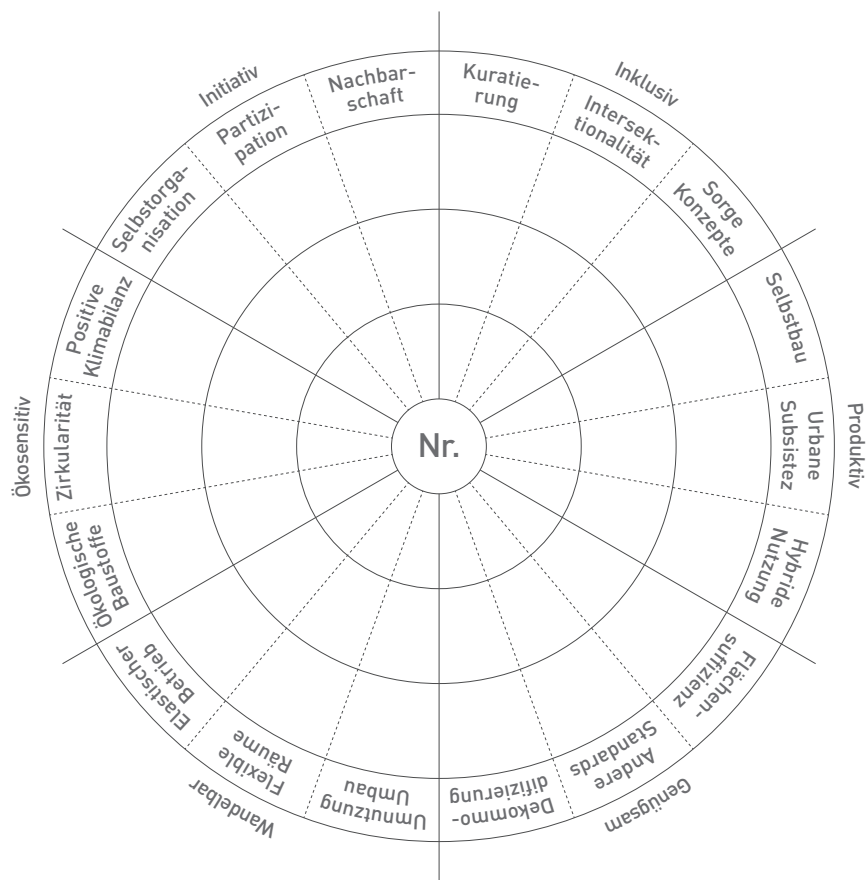 Initiativ
Inklusiv
Nachbar-
schaft
Kuratie-
rung
Partizi-
pation
Intersek-
tionalität
Selbstorga-
nisation
Sorge
Konzepte
Positive
Klimabilanz
Selbstbau
Ökosensitiv
Zirkularität
Nr.
Urbane
Subsistez
Produktiv
Ökologische
Baustoffe
Hybride
Nutzung
Elastischer
Betrieb
Flächen-
suffizienz
Flexible
Räume
Andere
Standards
Umnutzung
Umbau
Dekommo-
difizierung
Wandelbar
Genügsam